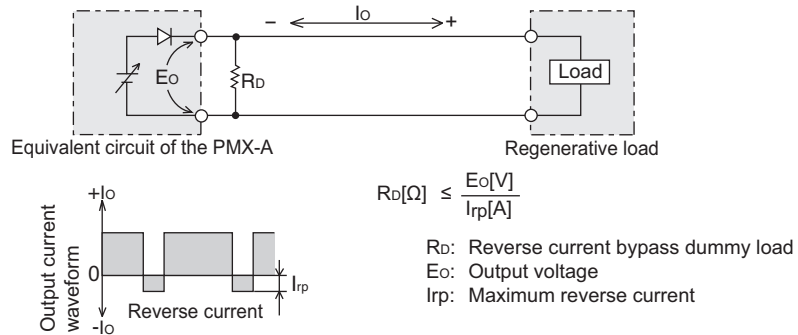 − IO +
EO
RD
Load
Equivalent circuit of the PMX-A
Regenerative load
+IO
Output current
waveform
0
-IO
Irp
Reverse current
RD[Ω] ≤ EO[V]
Irp[A]
RD: Reverse current bypass dummy load
EO: Output voltage
Irp: Maximum reverse current